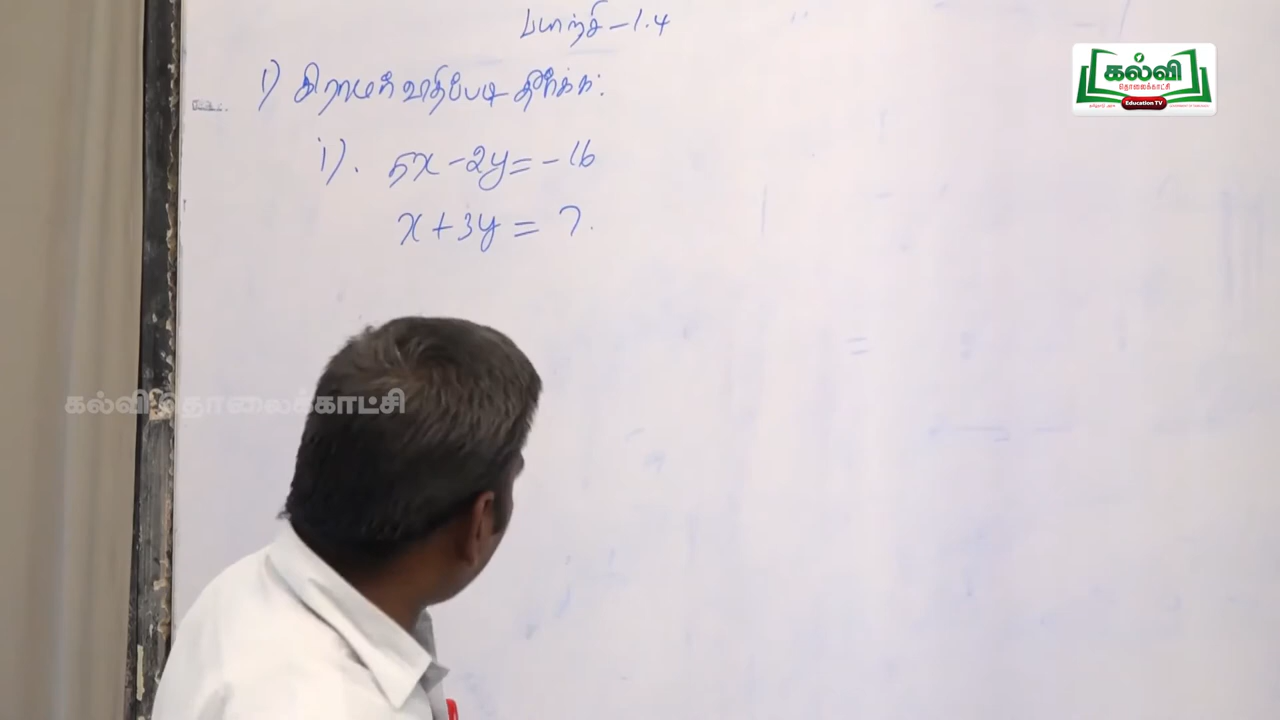 பயிற்சி - 1.4
கல்வி
தொலைக்காட்சி
Education TV
1) கிராமர் விதிப்படி தீர்க்க:
i). 5x - 2y = -16
x + 3y = 7.
கல்வி தொலைக்காட்சி